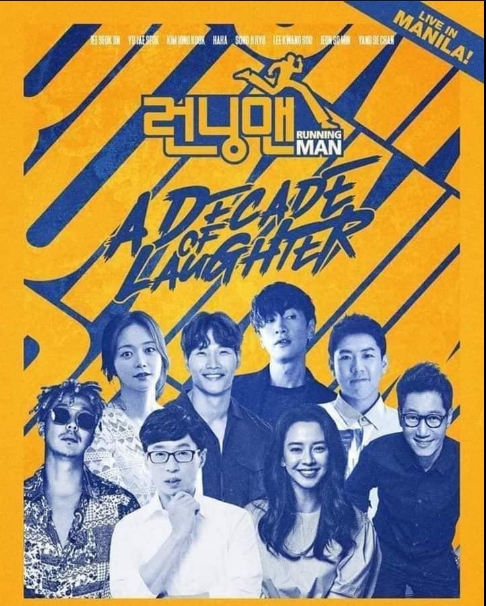 LIVE IN
MANILA!
JEE SEOK JIN YU JAE SEOK KIM JONG KOOK HAHA SONG JI HYO LEE KWANG SOO JEON SO MIN YANG SE CHAN
런닝맨
RUNNING
MAN
A DECADE
OF
LAUGHTER